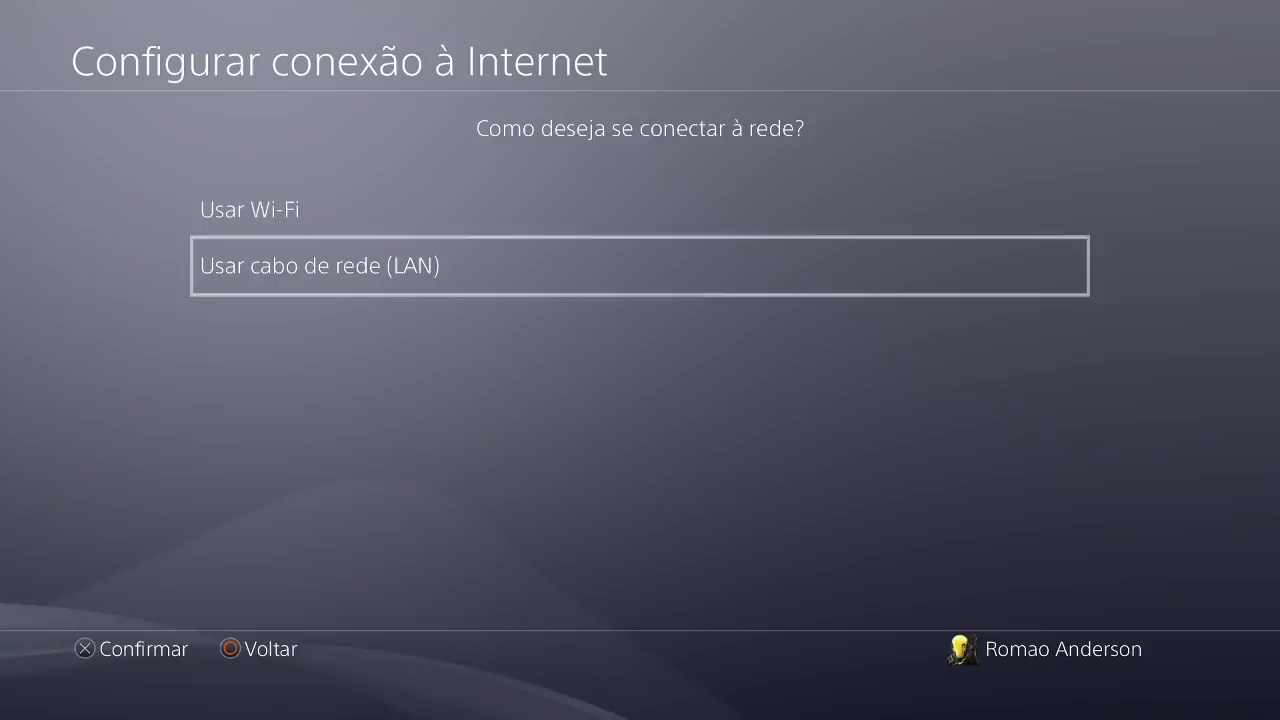 Configurar conexão à Internet
Como deseja se conectar à rede?
Usar Wi-Fi
Usar cabo de rede (LAN)
Confirmar Voltar Romao Anderson